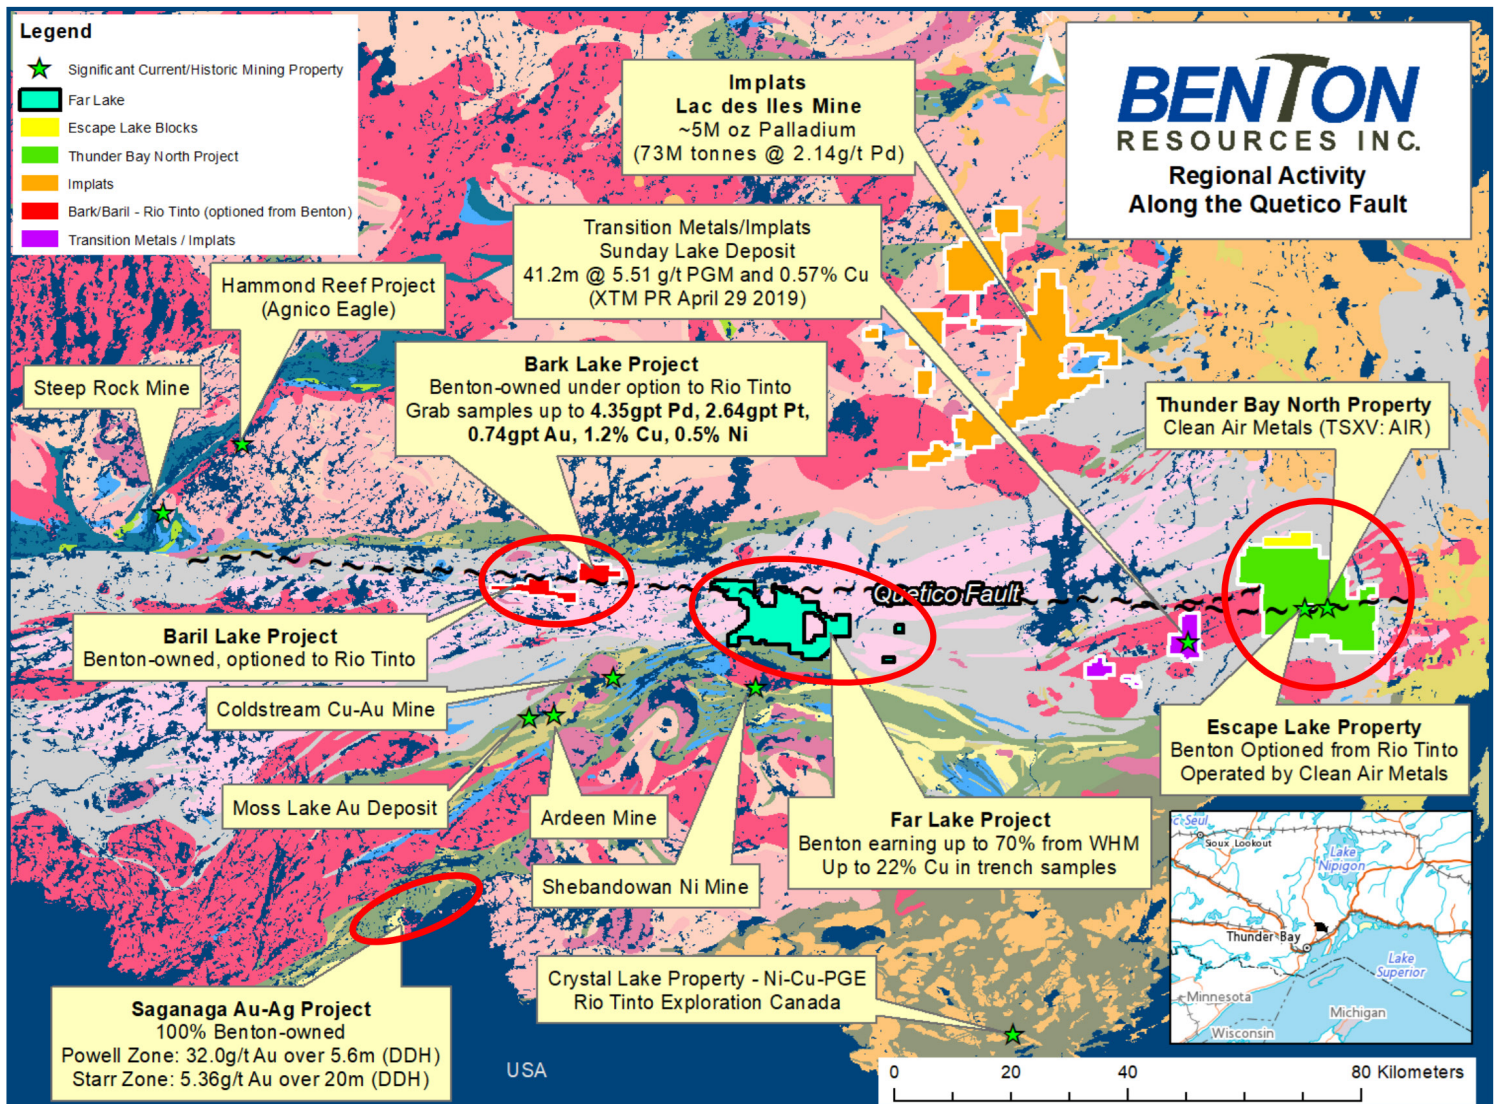 Legend
Significant Current/Historic Mining Property
Far Lake
Escape Lake Blocks
Thunder Bay North Project
Implats
Bark/Baril - Rio Tinto (optioned from Benton)
Transition Metals / Implats
BENTON
RESOURCES INC.
Regional Activity
Along the Quetico Fault
Implats
Lac des Iles Mine
~5M oz Palladium
(73M tonnes @ 2.14g/t Pd)
Transition Metals/Implats
Sunday Lake Deposit
41.2m @ 5.51 g/t PGM and 0.57% Cu
(XTM PR April 29 2019)
Hammond Reef Project
(Agnico Eagle)
Steep Rock Mine
Bark Lake Project
Benton-owned under option to Rio Tinto
Grab samples up to 4.35gpt Pd, 2.64gpt Pt,
0.74gpt Au, 1.2% Cu, 0.5% Ni
Thunder Bay North Property
Clean Air Metals (TSXV: AIR)
Quetico Fault
Baril Lake Project
Benton-owned, optioned to Rio Tinto
Coldstream Cu-Au Mine
Moss Lake Au Deposit
Ardeen Mine
Shebandowan Ni Mine
Far Lake Project
Benton earning up to 70% from WHM
Up to 22% Cu in trench samples
Escape Lake Property
Benton Optioned from Rio Tinto
Operated by Clean Air Metals
Crystal Lake Property - Ni-Cu-PGE
Rio Tinto Exploration Canada
Saganaga Au-Ag Project
100% Benton-owned
Powell Zone: 32.0g/t Au over 5.6m (DDH)
Starr Zone: 5.36g/t Au over 20m (DDH)
USA
c Seul
Sioux Lookout
Lake
Nipigon
Thunder Bay
Lake
Superior
Minnesota
Michigan
Wisconsin
0 20 40 80 Kilometers